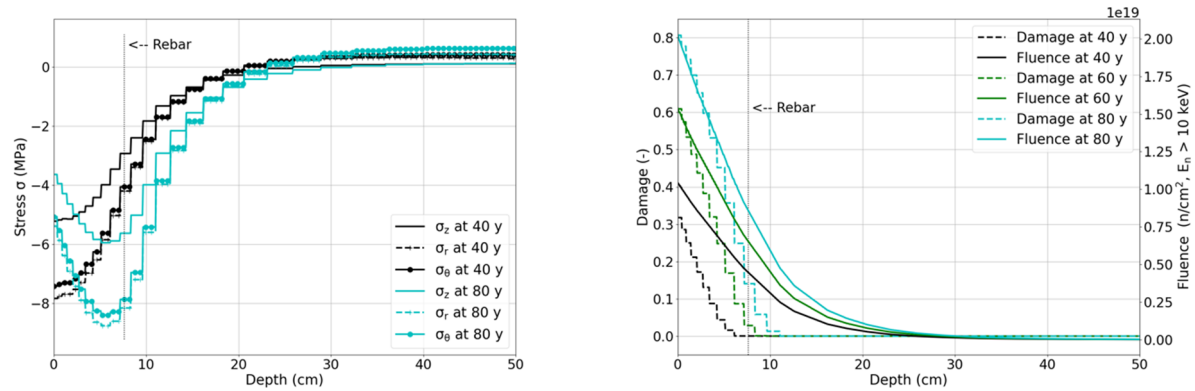 <-- Rebar
0
−2
−4
−6
−8
Stress σ (MPa)
σz at 40 y
σr at 40 y
σθ at 40 y
σz at 80 y
σr at 80 y
σθ at 80 y
0 10 20 30 40 50
Depth (cm)
1e19
0.8
0.7
0.6
0.5
0.4
0.3
0.2
0.1
0.0
Damage (-)
<-- Rebar
Damage at 40 y
Fluence at 40 y
Damage at 60 y
Fluence at 60 y
Damage at 80 y
Fluence at 80 y
2.00
1.75
1.50
1.25
1.00
0.75
0.50
0.25
0.00
Fluence (n/cm², En > 10 keV)
0 10 20 30 40 50
Depth (cm)